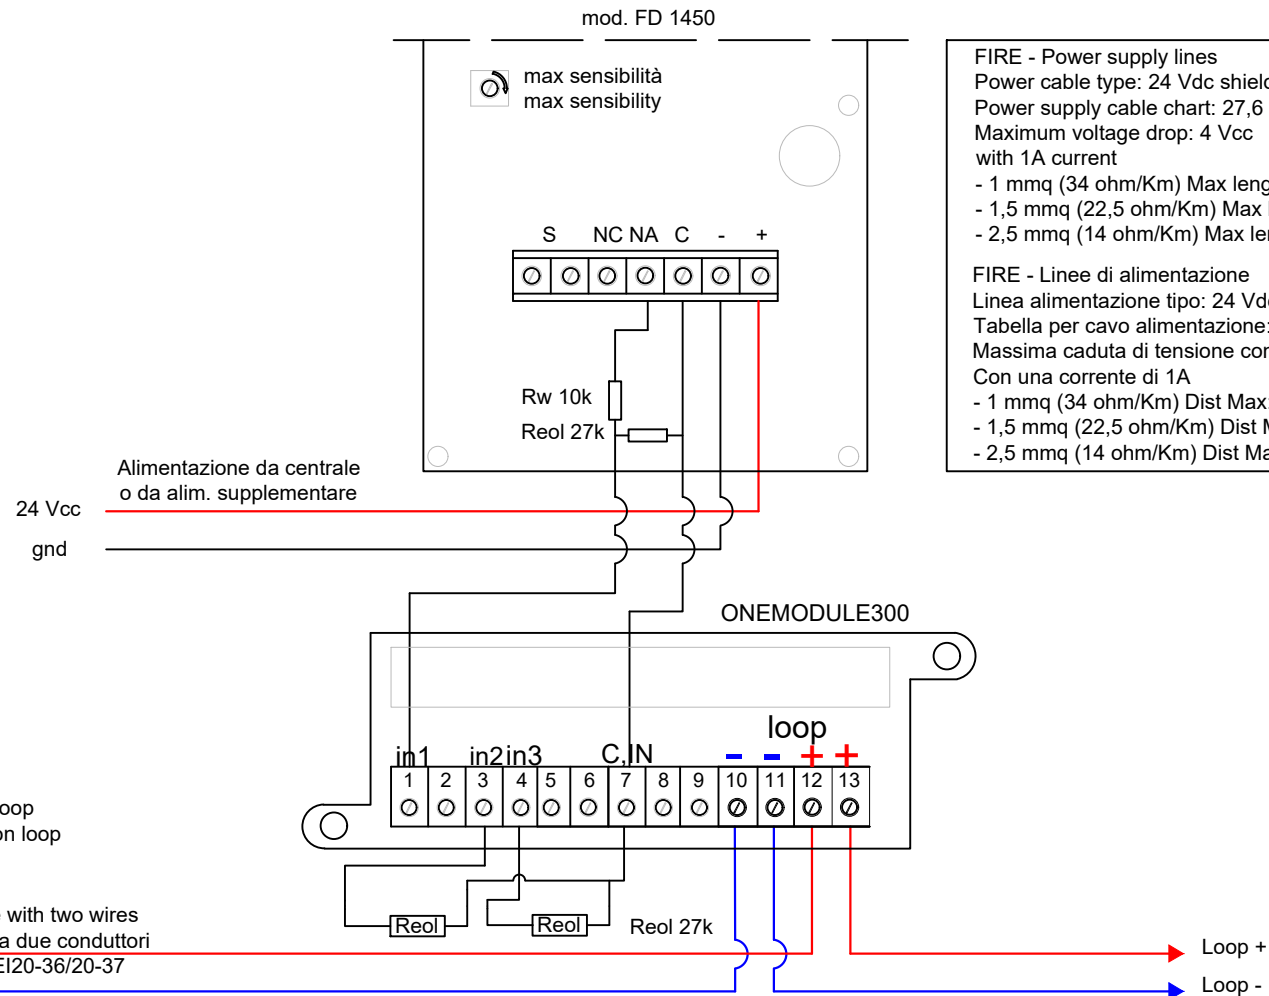 mod. FD 1450
max sensibilità
max sensibility
S NC NA C - +
Rw 10k
Reol 27k
Alimentazione da centrale
o da alim. supplementare
24 Vcc
gnd
FIRE - Power supply lines
Power cable type: 24 Vdc
Power supply cable chart: 27,6
Maximum voltage drop: 4 Vcc
with 1A current
- 1 mmq (34 ohm/Km) Max
- 1,5 mmq (22,5 ohm/Km) Max
- 2,5 mmq (14 ohm/Km) Max
FIRE - Linee di alimentazione
Linea alimentazione tipo: 24
Tabella per cavo alimentazione:
Massima caduta di tensione
Con una corrente di 1A
- 1 mmq (34 ohm/Km) Dist Max
- 1,5 mmq (22,5 ohm/Km) Dist
- 2,5 mmq (14 ohm/Km) Dist
ONEMODULE300
loop
in1 in2 in3 C,IN - - + +
1 2 3 4 5 6 7 8 9 10 11 12 13
oop
on loop
with two wires
a due conduttori
EI20-36/20-37
Reol
Reol
Reol 27k
Loop +
Loop -